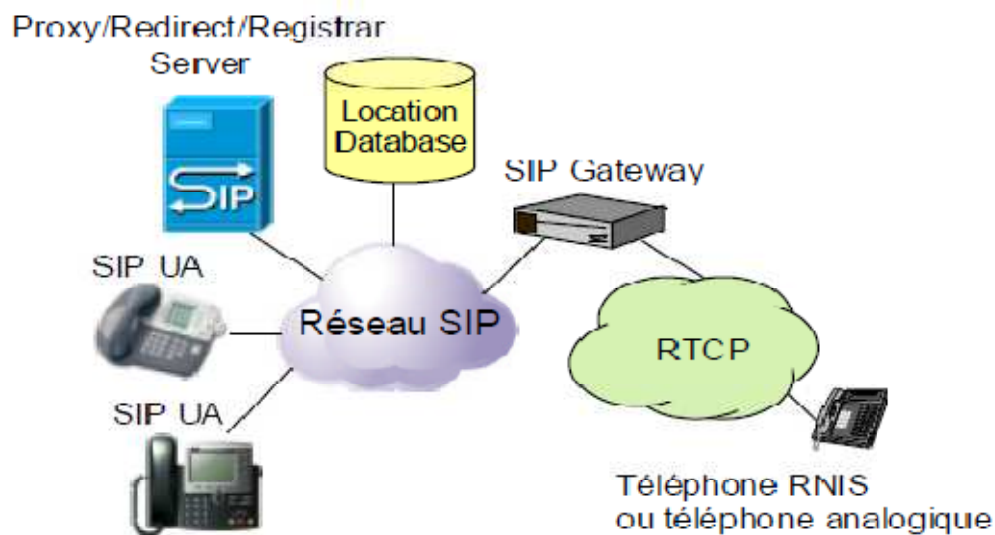 Proxy/Redirect/Registrar
Server
Location
Database
SIP
SIP Gateway
SIP UA
Réseau SIP
RTCP
SIP UA
Téléphone RNIS
ou téléphone analogique